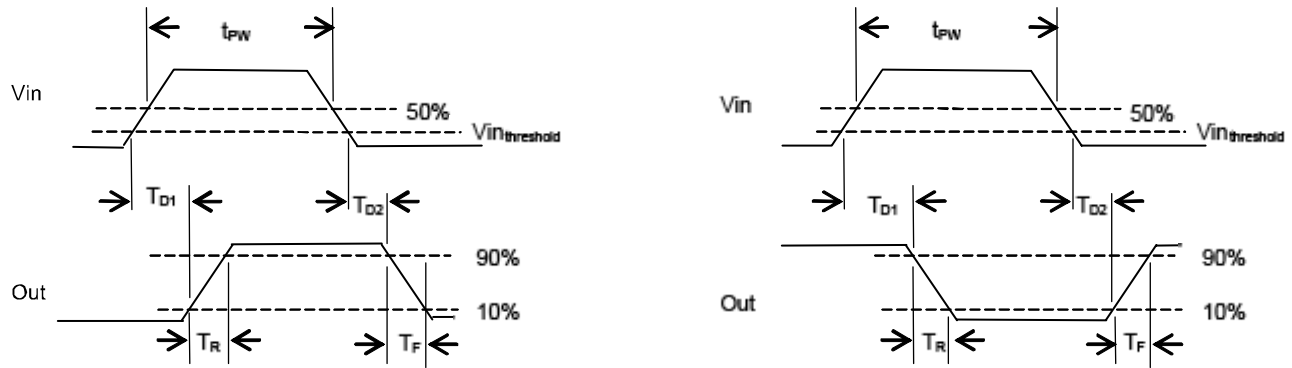 tPW
Vin
50%
Vinthreshold
TD1
TD2
90%
Out
10%
TR
TF
tPW
Vin
50%
Vinthreshold
TD1
TD2
90%
Out
10%
TR
TF